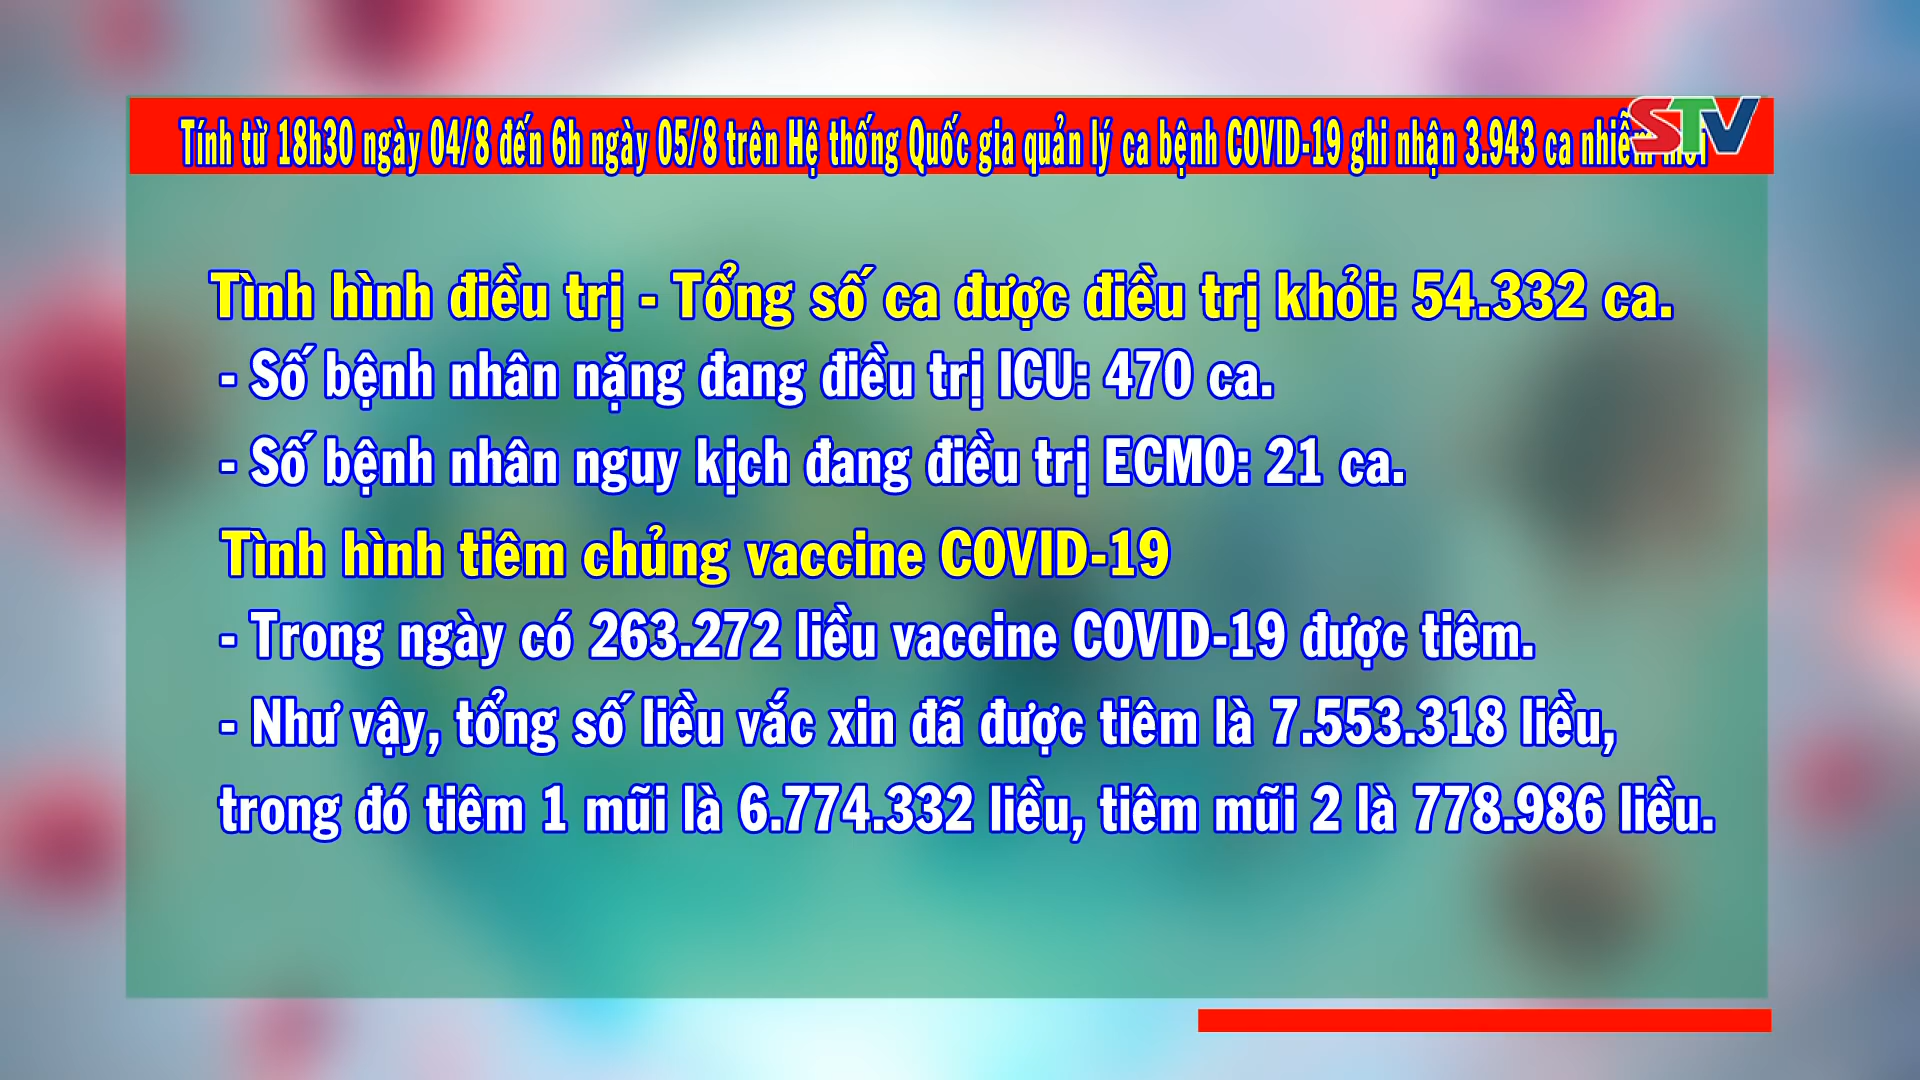 Tính từ 18h30 ngày 04/8 đến 6h ngày 05/8 trên Hệ thống Quốc gia quản lý ca bệnh COVID-19 ghi nhận 3.943 ca nhiễm mới
STV
Tình hình điều trị - Tổng số ca được điều trị khỏi: 54.332 ca.
- Số bệnh nhân nặng đang điều trị ICU: 470 ca.
- Số bệnh nhân nguy kịch đang điều trị ECMO: 21 ca.
Tình hình tiêm chủng vaccine COVID-19
- Trong ngày có 263.272 liều vaccine COVID-19 được tiêm.
- Như vậy, tổng số liều vắc xin đã được tiêm là 7.553.318 liều,
trong đó tiêm 1 mũi là 6.774.332 liều, tiêm mũi 2 là 778.986 liều.